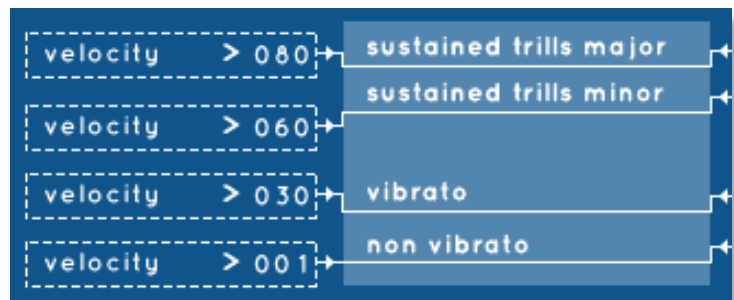 velocity > 080 sustained trills major
sustained trills minor
velocity > 060
velocity > 030 vibrato
non vibrato
velocity > 001